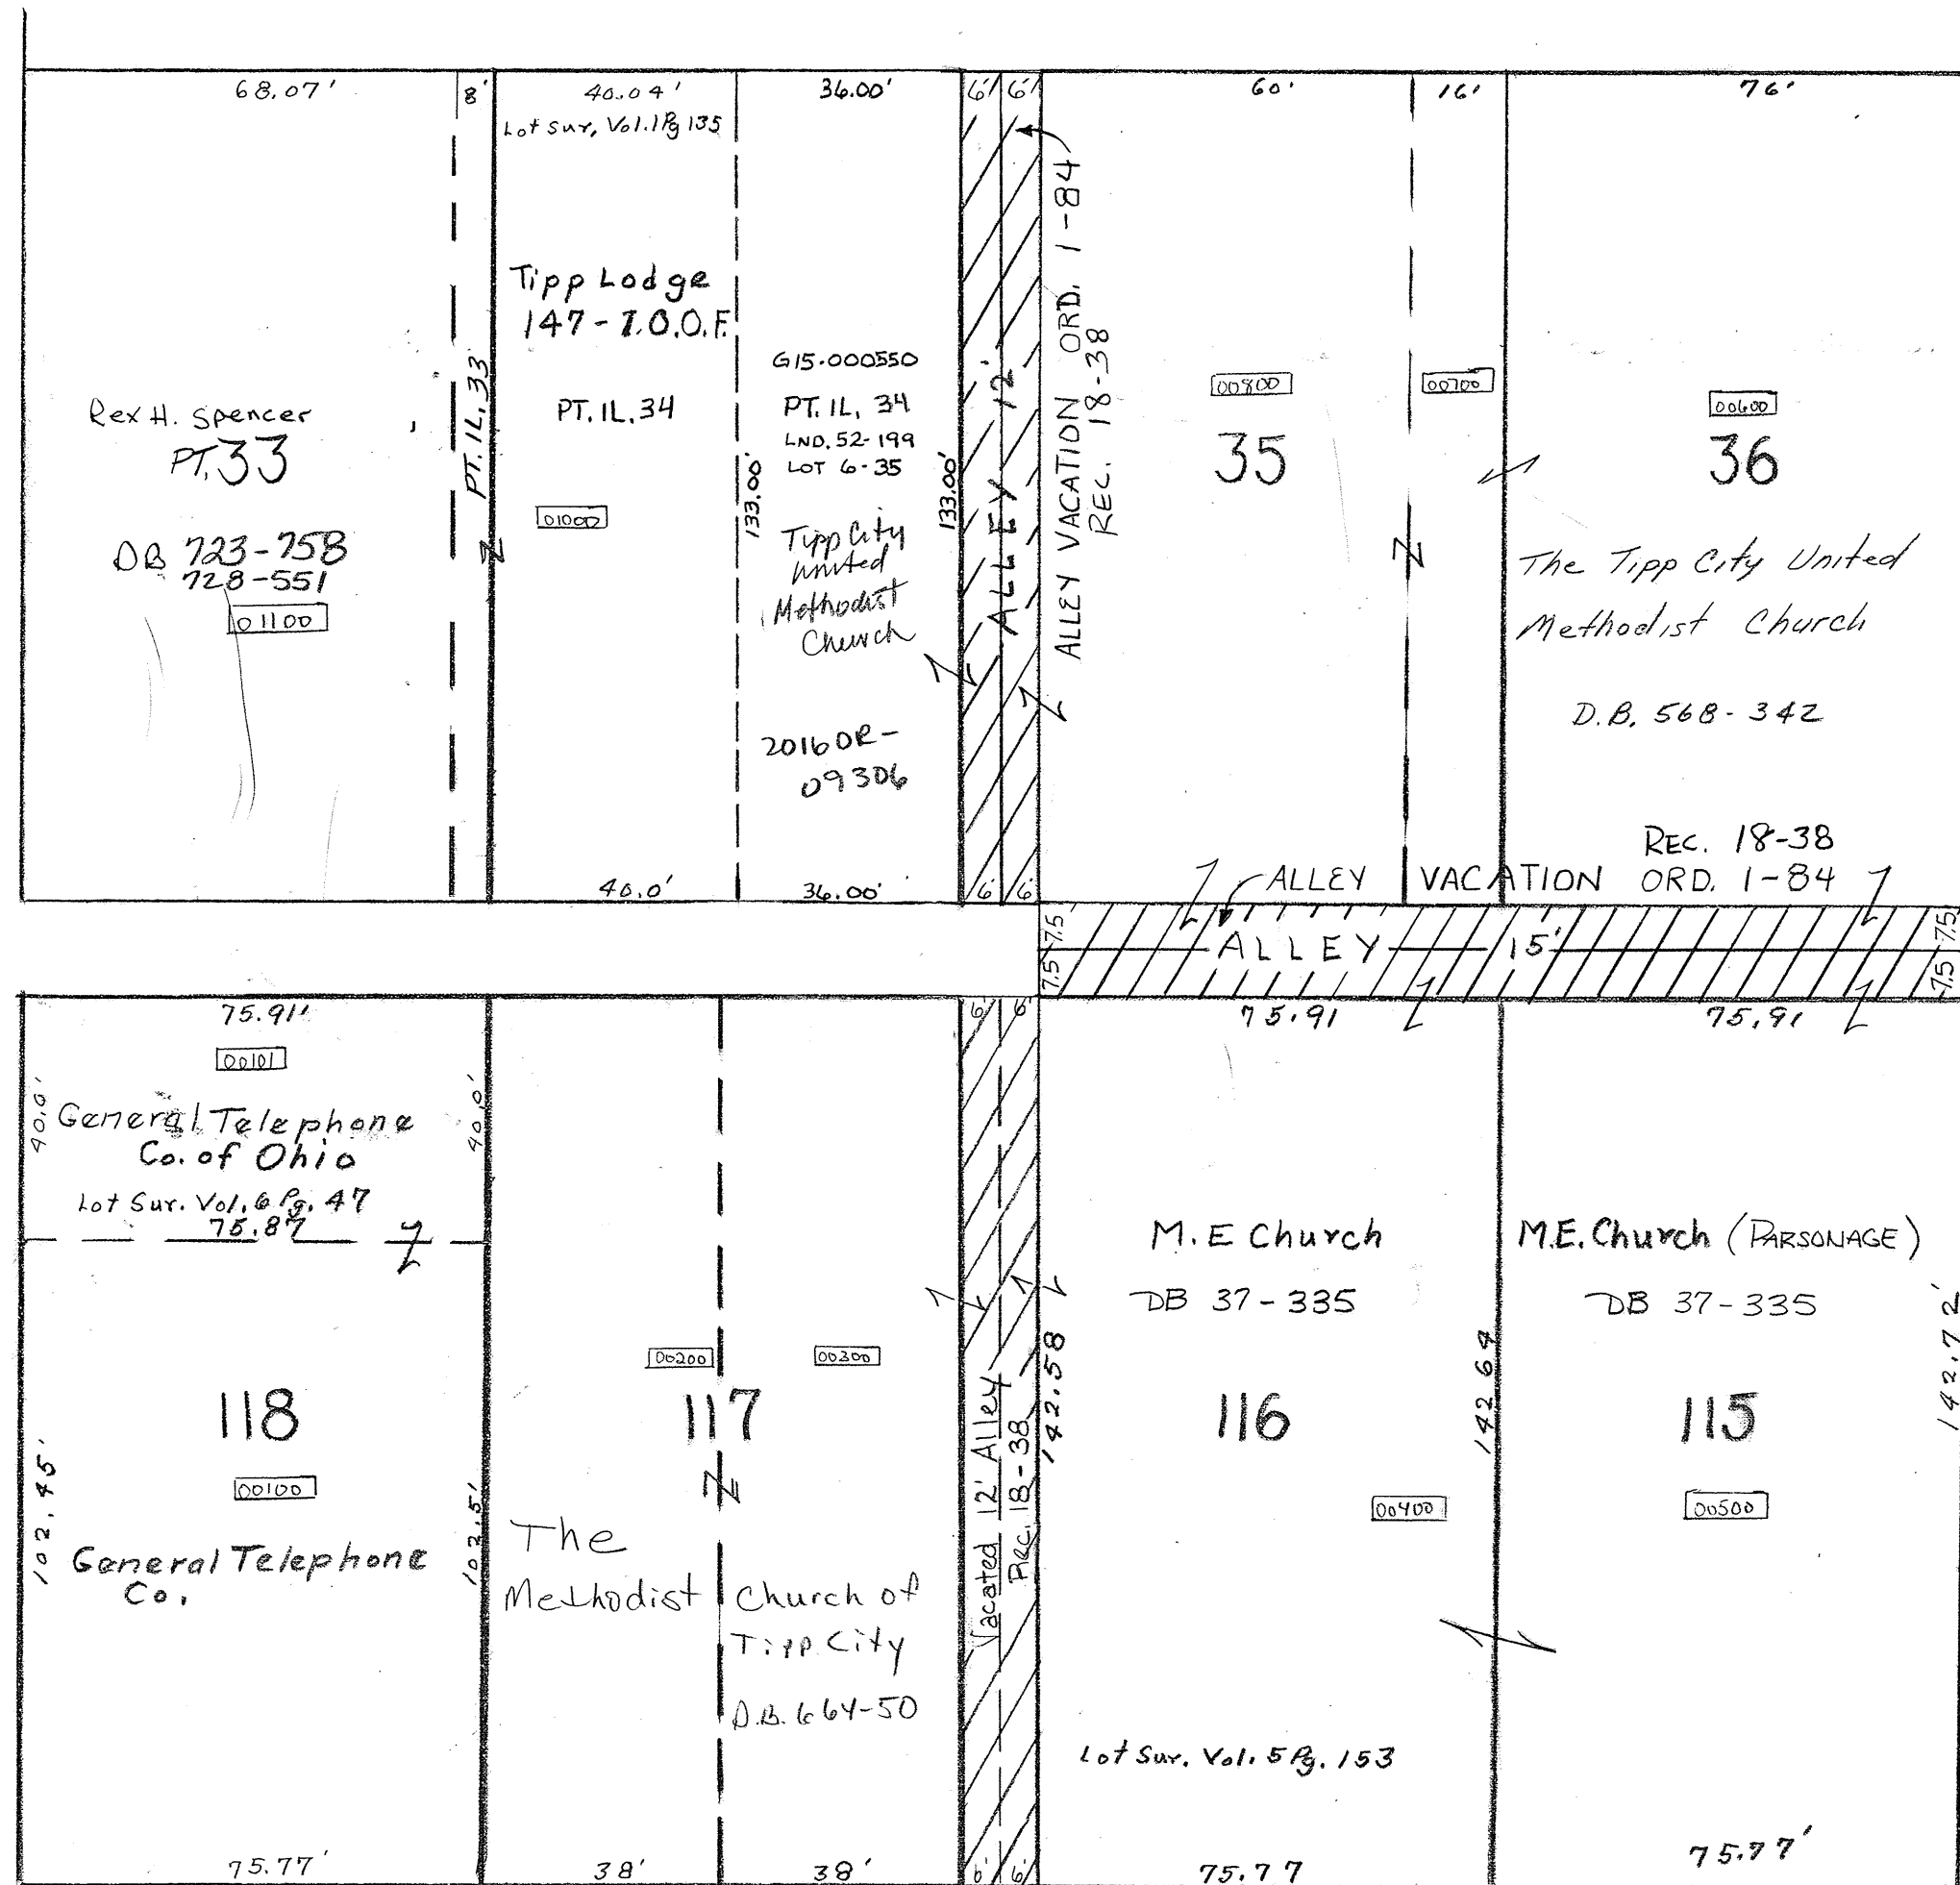 68.07'
8'
40.04'
36.00'
6'
6'
60'
16'
76'
Lot Sur, Vol.1 Pg 135
Tipp Lodge
147-I.O.O.F.
PT. IL. 34
01000
Rex H. Spencer
PT. 33
DB 723-758
728-551
01100
PT. IL. 33
G15-000550
PT. IL, 34
LND. 52-199
LOT 6-35
133.00'
133.00'
Tipp City
United
Methodist
Church
2016OR-
09306
ALLEY 12'
ALLEY VACATION ORD. 1-84
REC. 18-38
00800
35
00700
00600
36
The Tipp City United
Methodist Church
D.B. 568-342
REC. 18-38
ALLEY VACATION ORD. 1-84
40.0'
36.00'
6'
6'
7.5'
7.5
ALLEY 15'
7.5
7.5
75.91'
00101
40.0'
40.0'
General Telephone
Co. of Ohio
Lot Sur. Vol. 6 Pg. 47
75.87
118
00100
102.45'
102.5'
General Telephone
Co.
75.77'
00200
00300
117
The
Methodist Church of
Tipp City
D.B. 664-50
38'
38'
6'
6'
Vacated 12' Alley
Rec. 18-38
6'
6'
75.91
M.E Church
DB 37-335
142.58
116
00400
Lot Sur. Vol. 5 Pg. 153
75.77
75.91
M.E. Church (PARSONAGE)
DB 37-335
142.64
142.72'
115
00500
75.77'